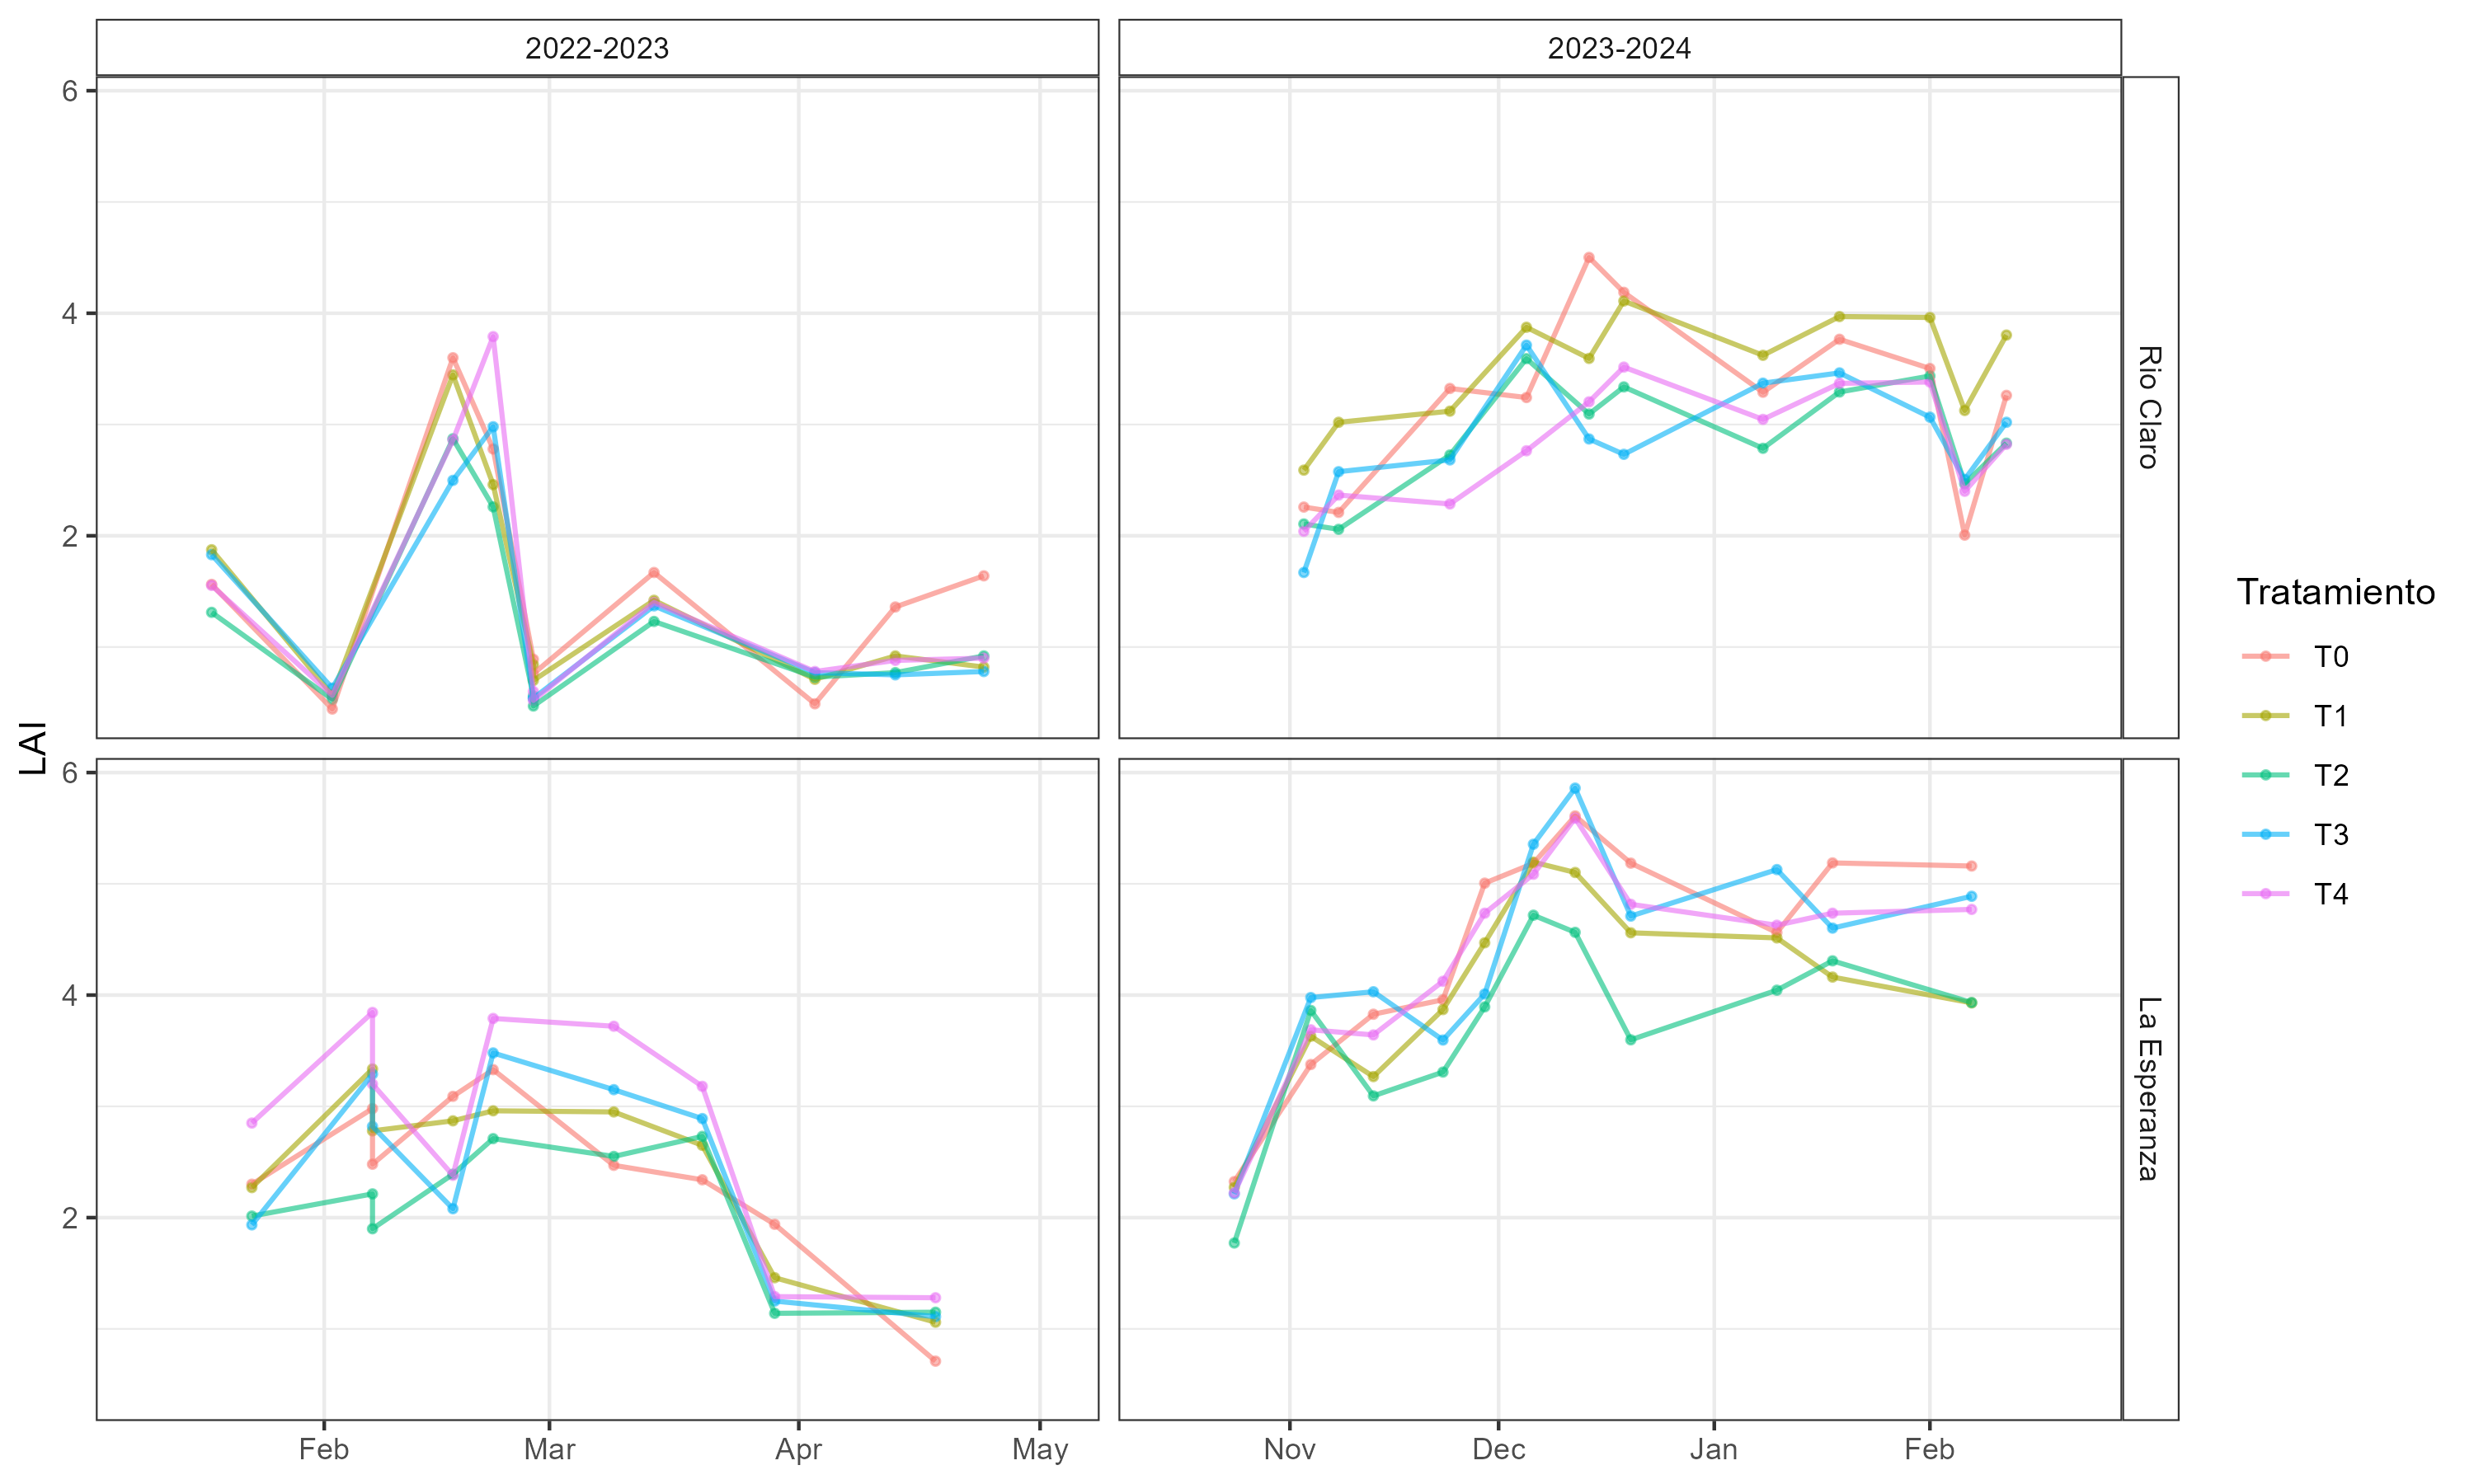 2022-2023
2023-2024
6
4
2
Rio Claro
LAI
6
4
2
La Esperanza
Feb
Mar
Apr
May
Nov
Dec
Jan
Feb
Tratamiento
T0
T1
T2
T3
T4